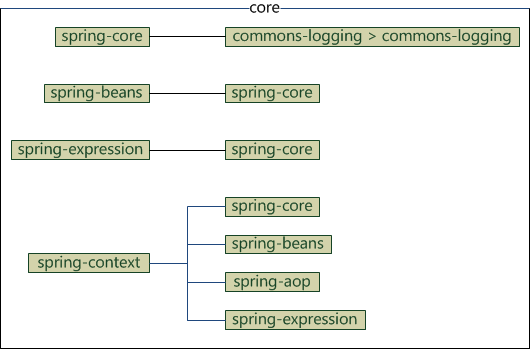 core
spring-core
commons-logging > commons-logging
spring-beans
spring-core
spring-expression
spring-core
spring-context
spring-core
spring-beans
spring-aop
spring-expression